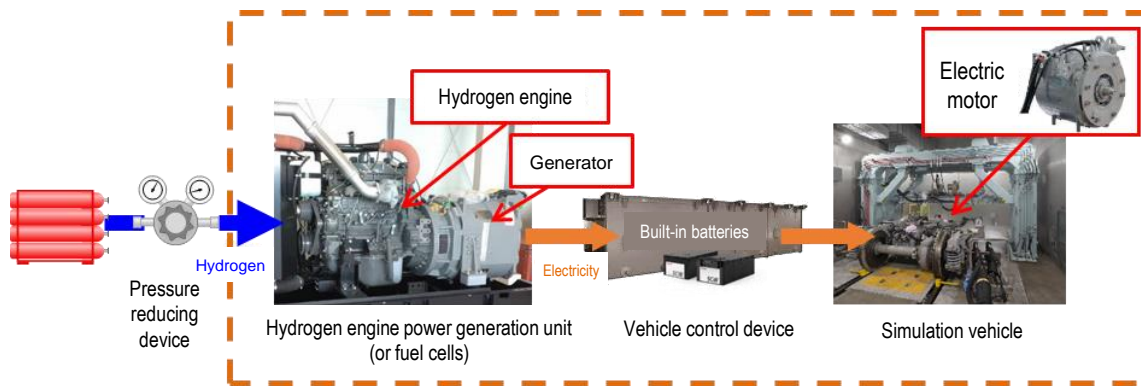 Hydrogen engine
Generator
Electric
motor
Built-in batteries
Hydrogen
Electricity
Pressure
reducing
device
Hydrogen engine power generation unit
(or fuel cells)
Vehicle control device
Simulation vehicle